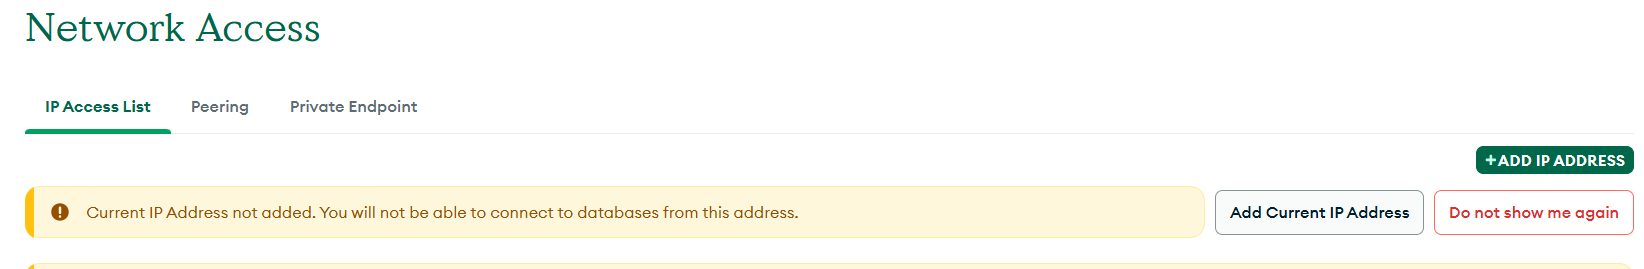 Network Access
IP Access List
Peering
Private Endpoint
+ADD IP ADDRESS
Current IP Address not added. You will not be able to connect to databases from this address.
Add Current IP Address
Do not show me again